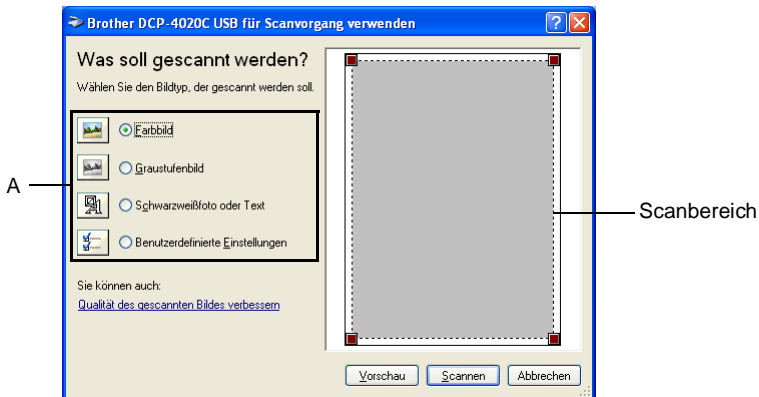 Brother DCP-4020C USB für Scanvorgang verwenden
Was soll gescannt werden?
Wählen Sie den Bildtyp, der gescannt werden soll.
Farbbild
Graustufenbild
Schwarzweißfoto oder Text
Benutzerdefinierte Einstellungen
A
Scanbereich
Sie können auch:
Qualität des gescannten Bildes verbessern
Vorschau
Scannen
Abbrechen